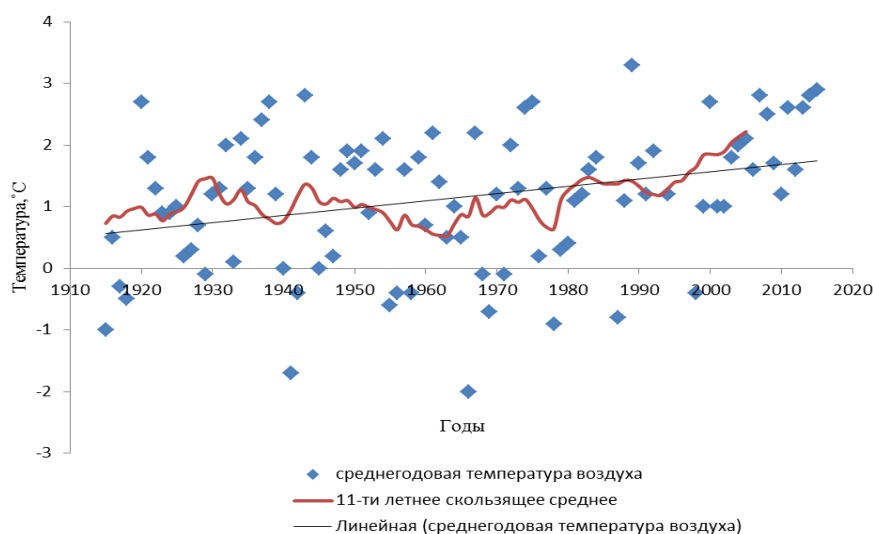 4
3
2
1
0
-1
-2
-3
Температура,˚С
1910 1920 1930 1940 1950 1960 1970 1980 1990 2000 2010 2020
Годы
среднегодовая температура воздуха
11-ти летнее скользящее среднее
Линейная (среднегодовая температура воздуха)